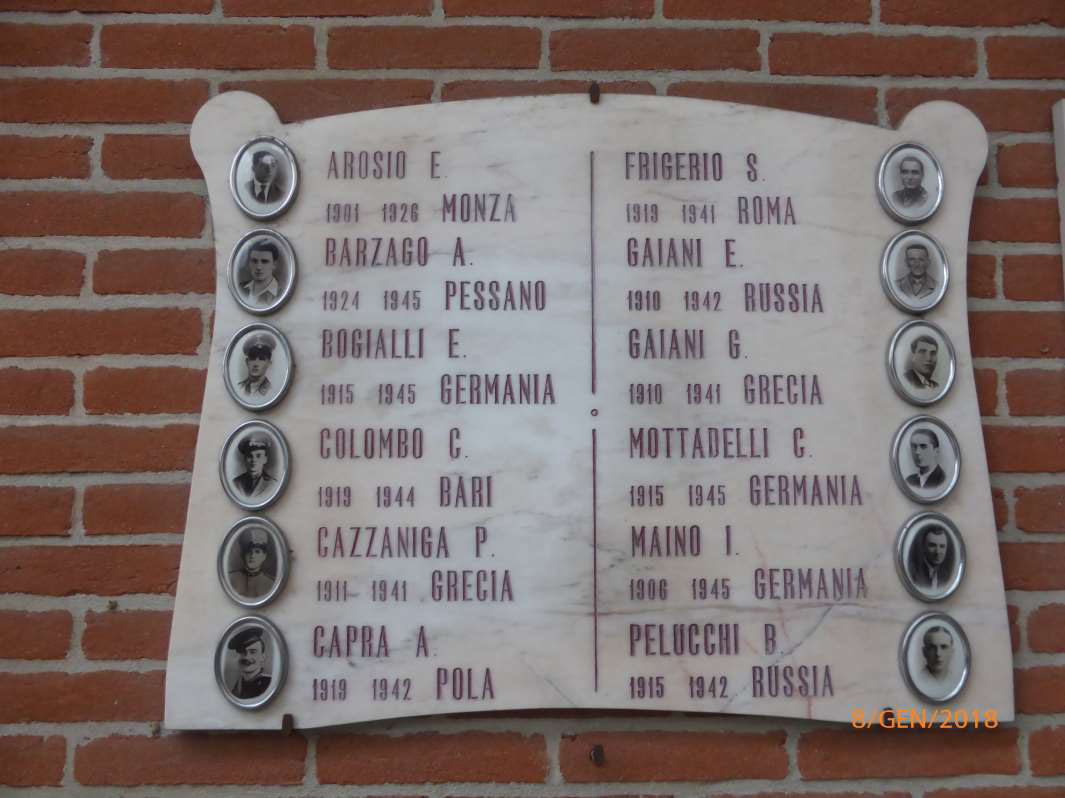 AROSIO E.
1901 1926 MONZA
BARZAGO A.
1924 1945 PESSANO
BOGIALLI E.
1915 1945 GERMANIA
COLOMBO C.
1919 1944 BARI
CAZZANIGA P.
1911 1941 GRECIA
CAPRA A.
1919 1942 POLA
FRIGERIO S.
1919 1941 ROMA
GAIANI E.
1910 1942 RUSSIA
GAIANI G.
1910 1941 GRECIA
MOTTADELLI C.
1915 1945 GERMANIA
MAINO I.
1906 1945 GERMANIA
PELUCCHI B.
1915 1942 RUSSIA
8/GEN/2018